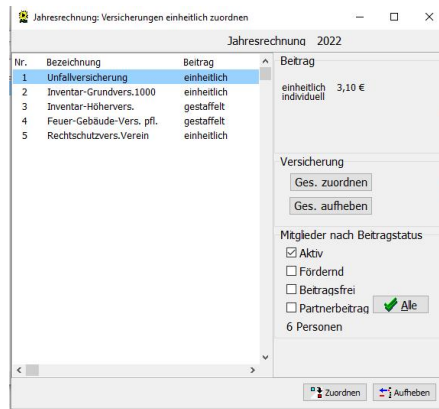 Jahresrechnung: Versicherungen einheitlich zuordnen
Jahresrechnung 2022
Nr. Bezeichnung Beitrag
1 Unfallversicherung einheitlich
2 Inventar-Grundvers.1000 einheitlich
3 Inventar-Höhervers. gestaffelt
4 Feuer-Gebäude-Vers. pfl. gestaffelt
5 Rechtschutzvers.Verein einheitlich
Beitrag
einheitlich 3,10 €
individuell
Versicherung
Ges. zuordnen
Ges. aufheben
Mitglieder nach Beitragstatus
Aktiv
Fördernd
Beitragsfrei
Partnerbeitrag Alle
6 Personen
Zuordnen Aufheben